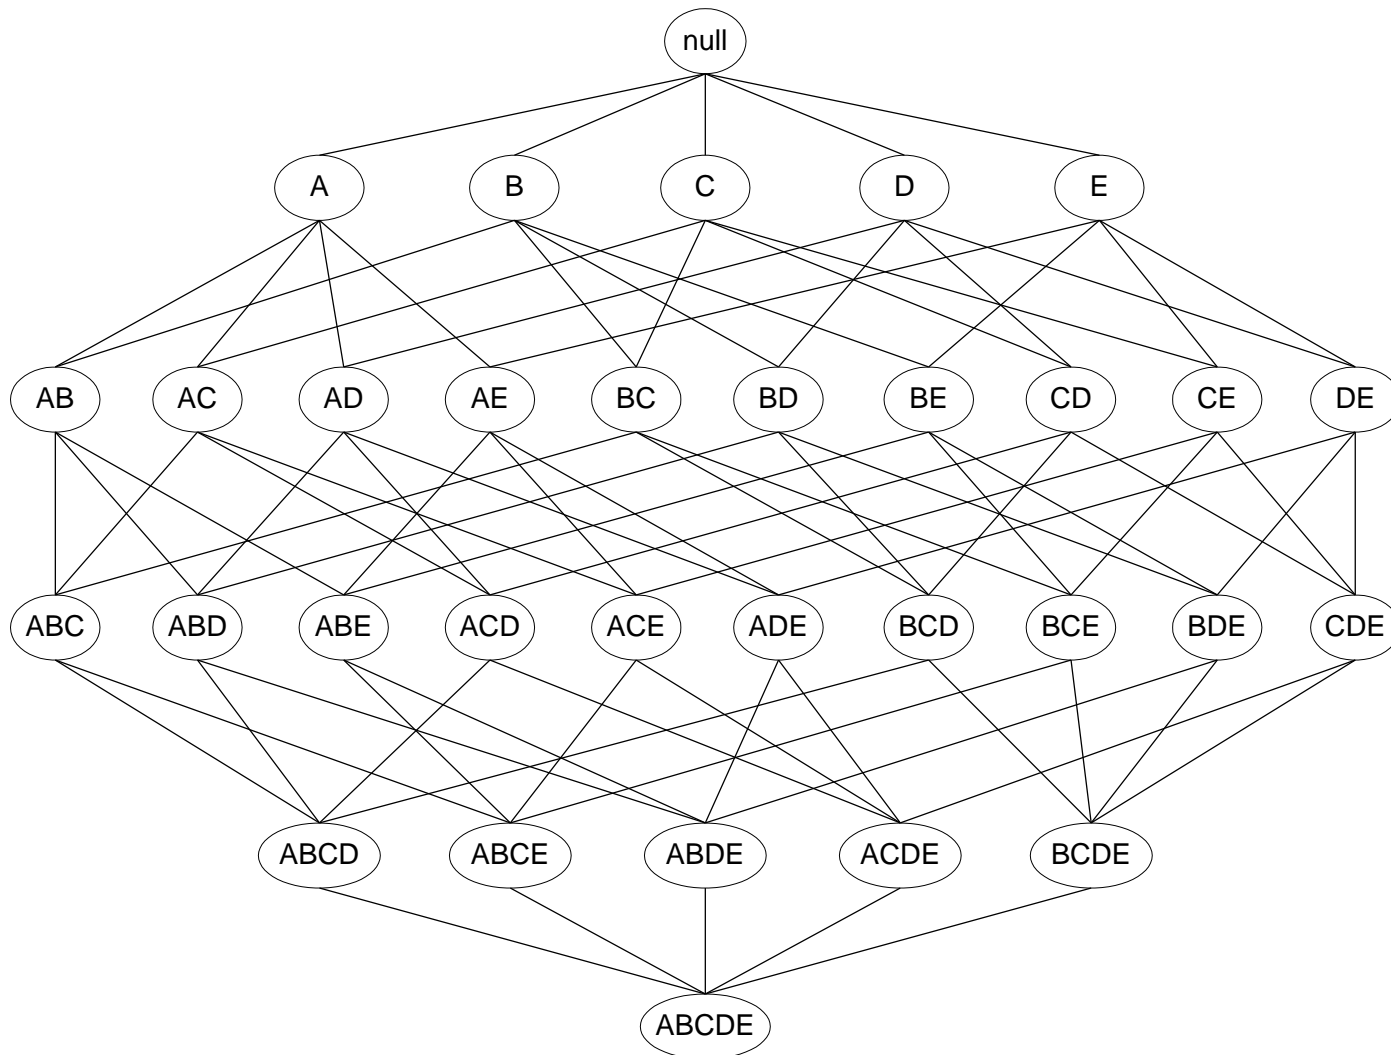 null
A B C D E
AB AC AD AE BC BD BE CD CE DE
ABC ABD ABE ACD ACE ADE BCD BCE BDE CDE
ABCD ABCE ABDE ACDE BCDE
ABCDE